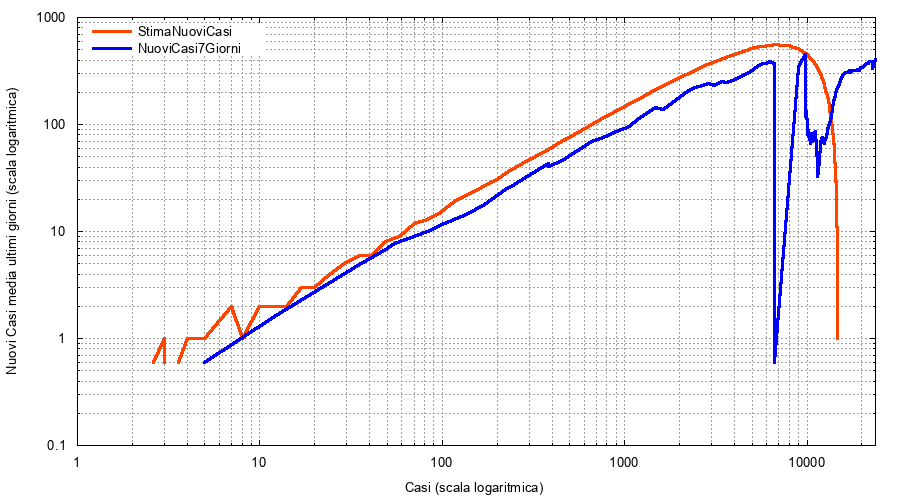 StimaNuoviCasi
NuoviCasi7Giorni
1000
100
10
1
0.1
Nuovi Casi media ultimi giorni (scala logaritmica)
1 10 100 1000 10000
Casi (scala logaritmica)